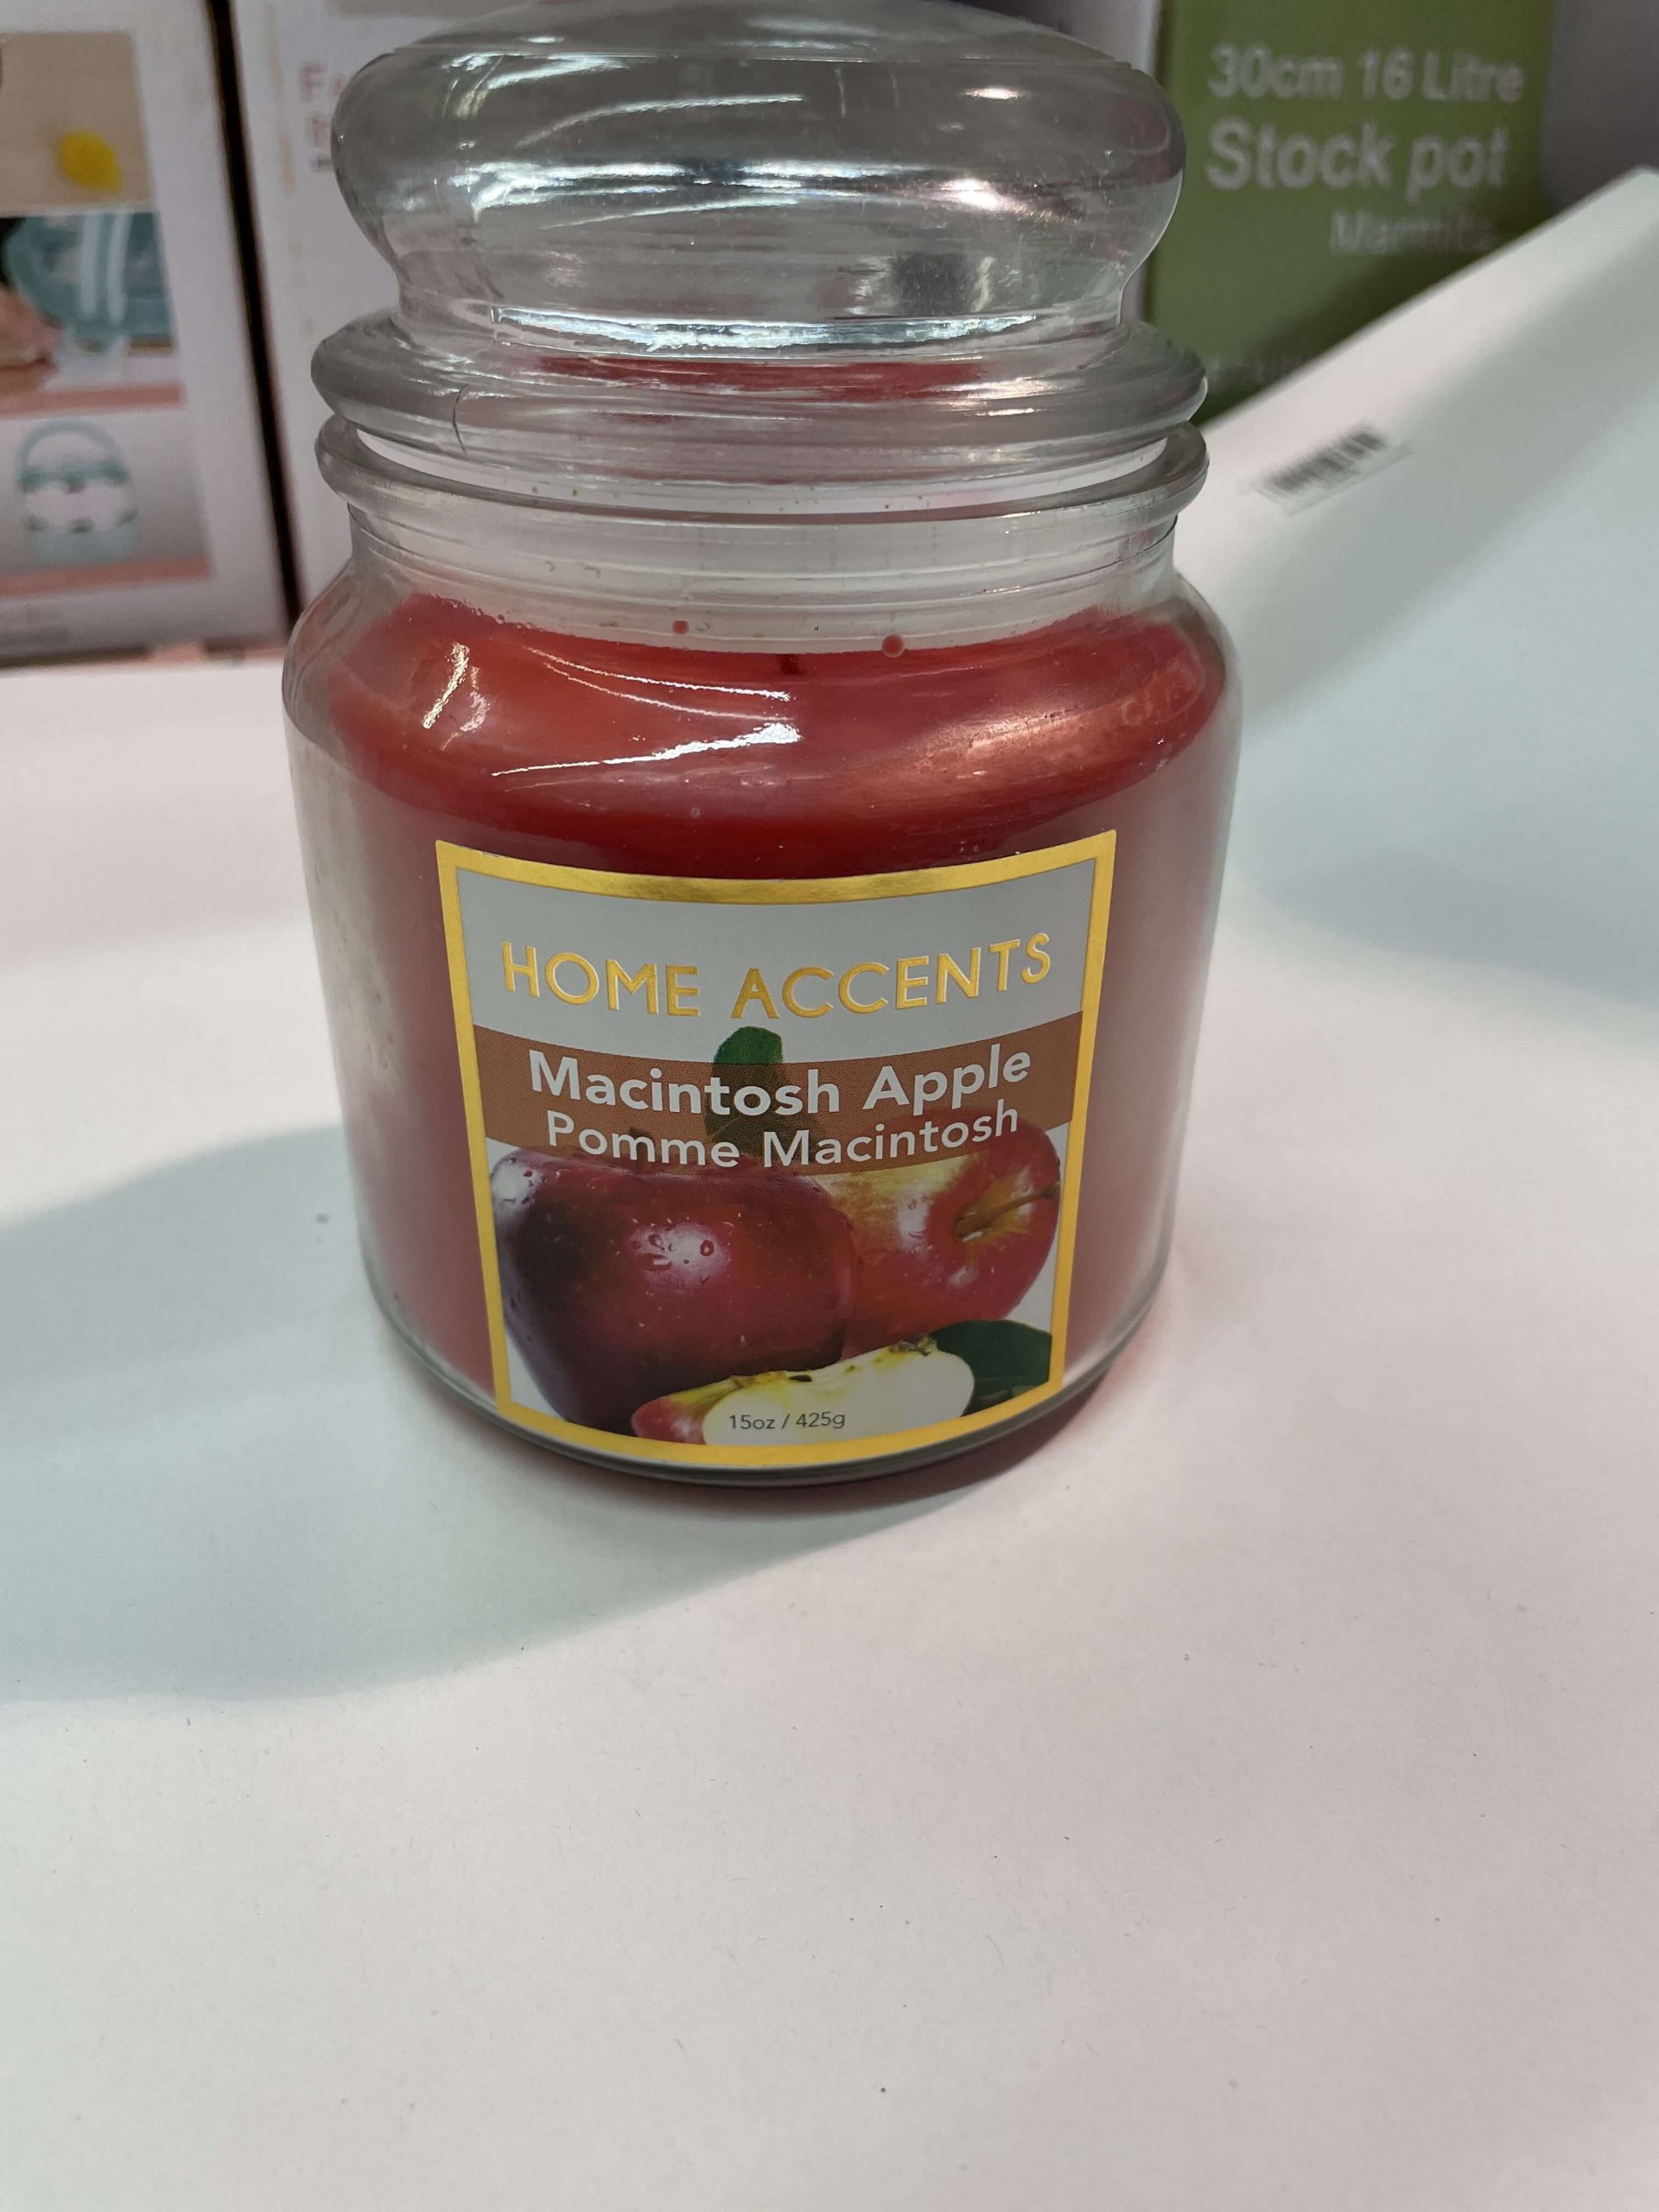 30cm 16 Litre
Stock pot
HOME ACCENTS
Macintosh Apple
Pomme Macintosh
15oz / 425g